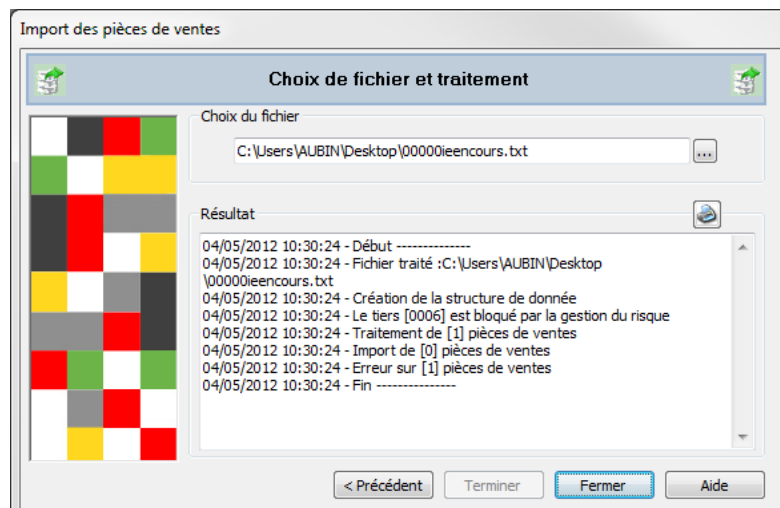 Import des pièces de ventes
Choix de fichier et traitement
Choix du fichier
C:\Users\AUBIN\Desktop\00000ieencours.txt
...
Résultat
04/05/2012 10:30:24 - Début --------------
04/05/2012 10:30:24 - Fichier traité :C:\Users\AUBIN\Desktop
\00000ieencours.txt
04/05/2012 10:30:24 - Création de la structure de donnée
04/05/2012 10:30:24 - Le tiers [0006] est bloqué par la gestion du risque
04/05/2012 10:30:24 - Traitement de [1] pièces de ventes
04/05/2012 10:30:24 - Import de [0] pièces de ventes
04/05/2012 10:30:24 - Erreur sur [1] pièces de ventes
04/05/2012 10:30:24 - Fin ---------------
< Précédent Terminer Fermer Aide